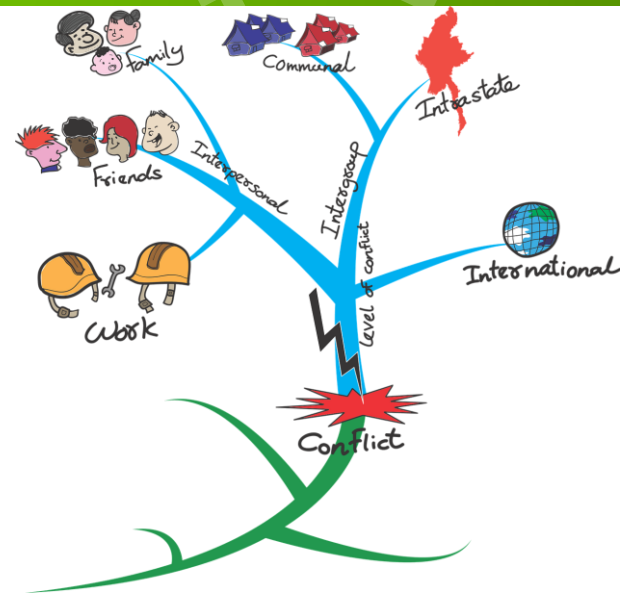 Family
Communal
Intrastate
Friends
Interpersonal
Intergroup
level of conflict
International
Work
Conflict